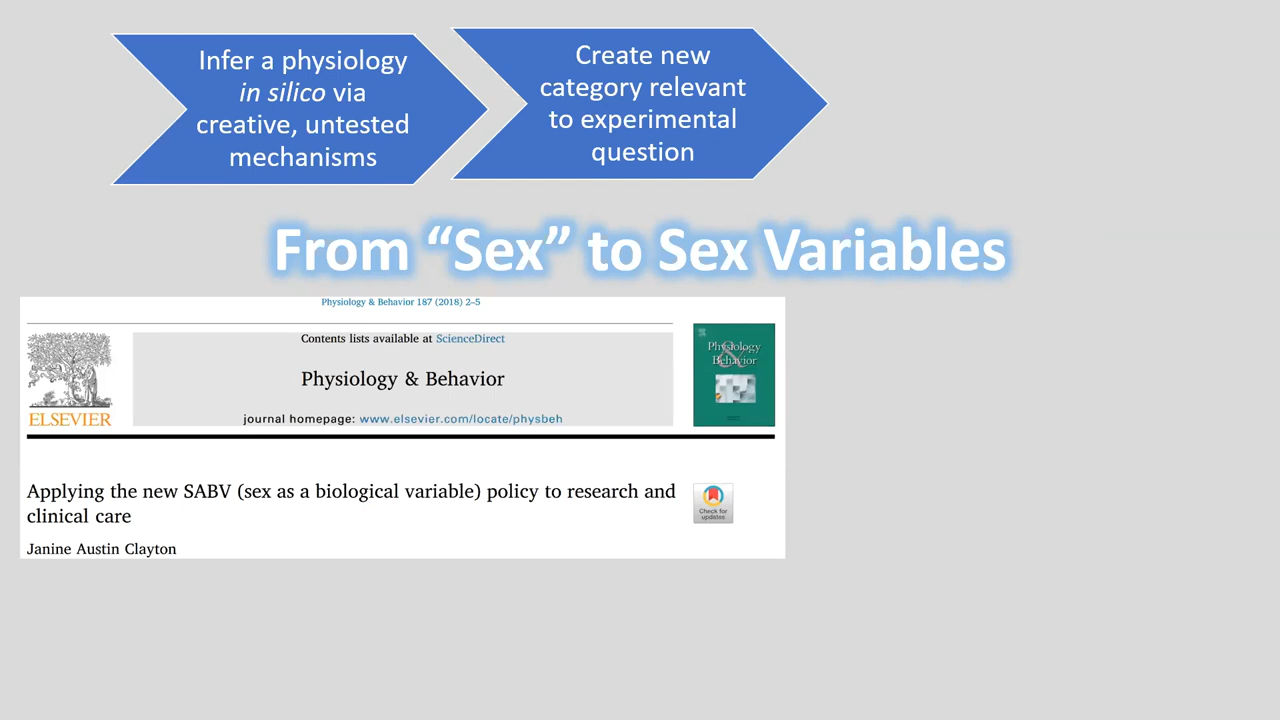 Infer a physiology
in silico via
creative, untested
mechanisms
Create new
category relevant
to experimental
question
From “Sex” to Sex Variables
Physiology & Behavior 187 (2018) 2–5
Contents lists available at ScienceDirect
Physiology & Behavior
journal homepage: www.elsevier.com/locate/physbeh
ELSEVIER
Physiology
&
Behavior
Applying the new SABV (sex as a biological variable) policy to research and
clinical care
Check for
updates
Janine Austin Clayton